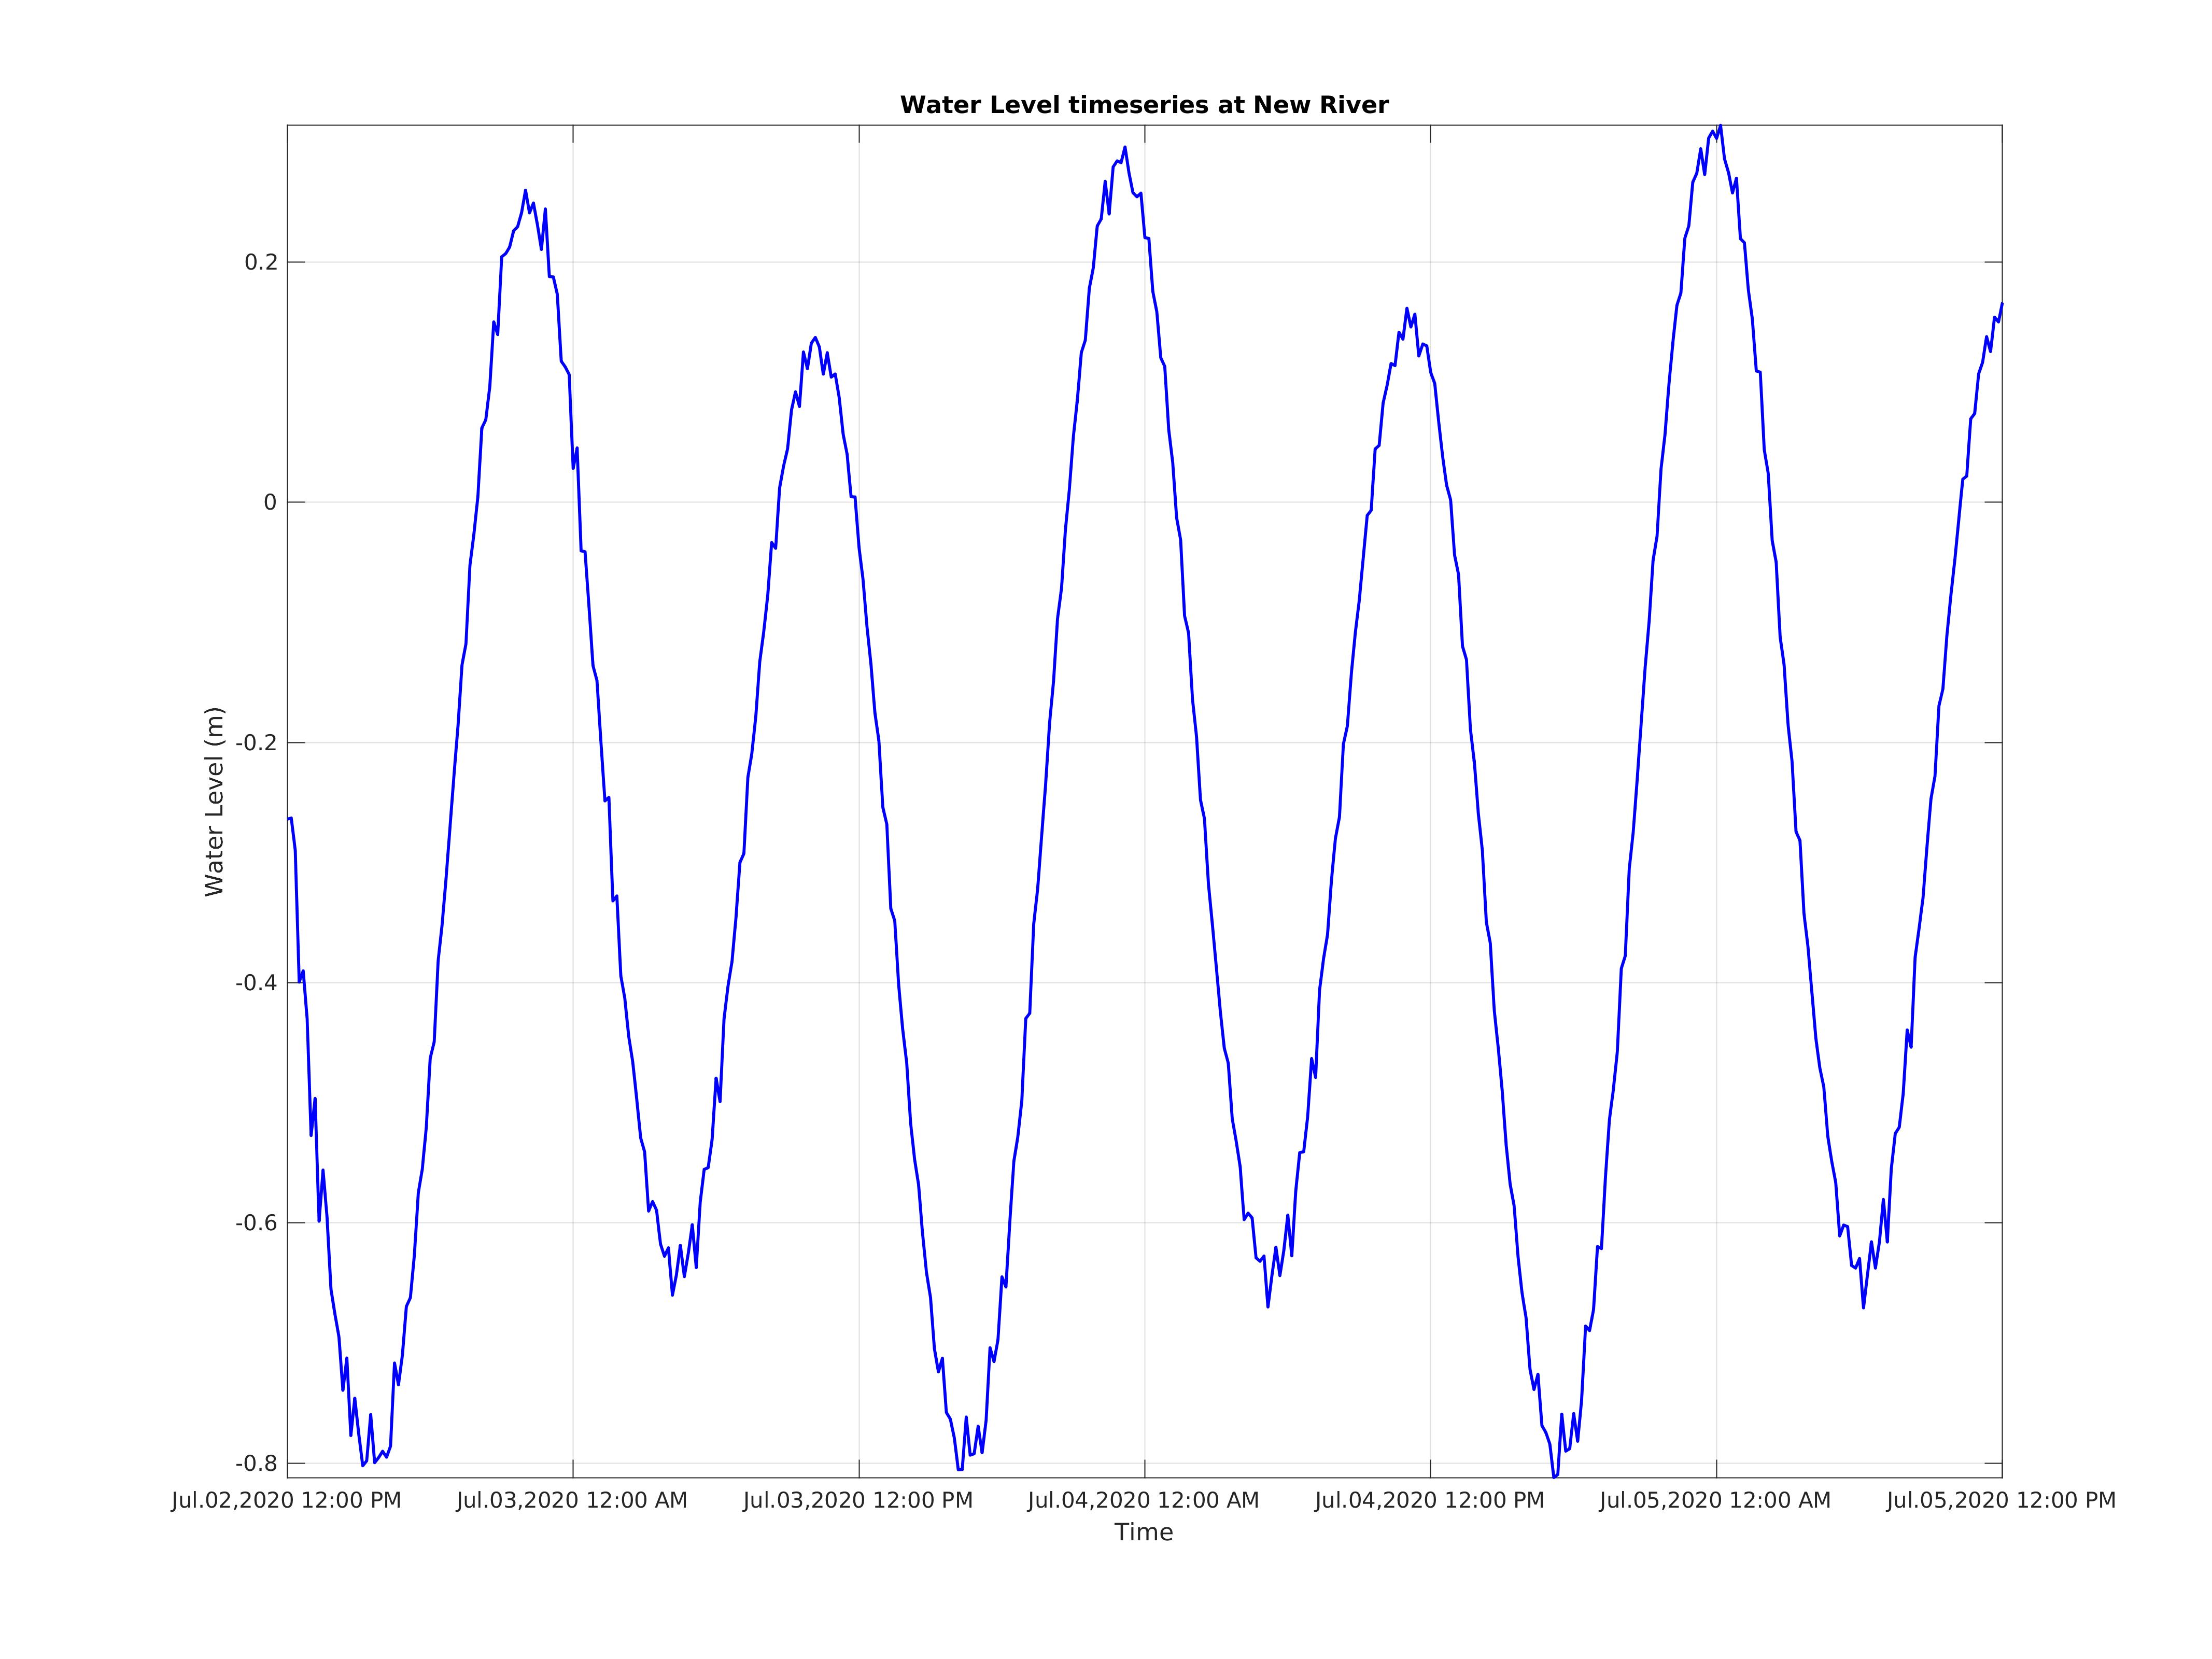 Water Level timeseries at New River
0.2
0
-0.2
-0.4
-0.6
-0.8
Water Level (m)
Jul.02,2020 12:00 PM
Jul.03,2020 12:00 AM
Jul.03,2020 12:00 PM
Jul.04,2020 12:00 AM
Jul.04,2020 12:00 PM
Jul.05,2020 12:00 AM
Jul.05,2020 12:00 PM
Time